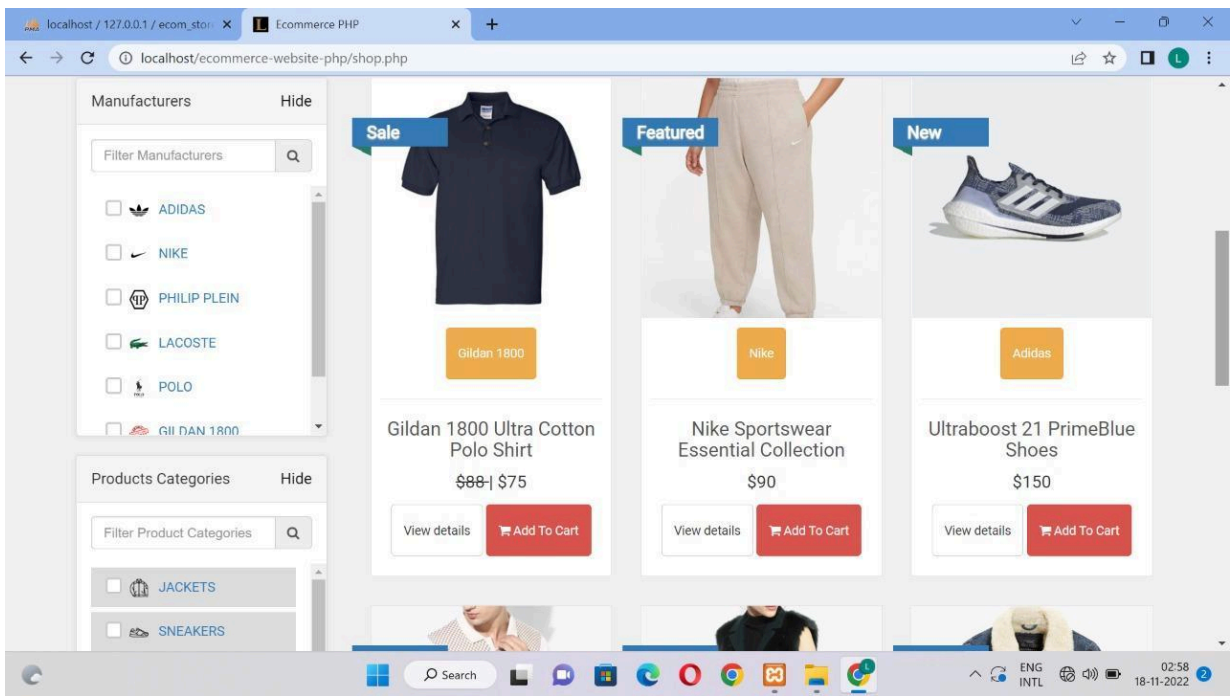 localhost / 127.0.0.1 / ecom_stor
Ecommerce PHP
localhost/ecommerce-website-php/shop.php
L
Manufacturers Hide
Filter Manufacturers
ADIDAS
NIKE
PHILIP PLEIN
LACOSTE
POLO
GILDAN 1800
Products Categories Hide
Filter Product Categories
JACKETS
SNEAKERS
Sale
Gildan 1800
Gildan 1800 Ultra Cotton
Polo Shirt
$88 | $75
View details Add To Cart
Featured
Nike
Nike Sportswear
Essential Collection
$90
View details Add To Cart
New
Adidas
Ultraboost 21 PrimeBlue
Shoes
$150
View details Add To Cart
Search
ENG
INTL
02:58
18-11-2022
2